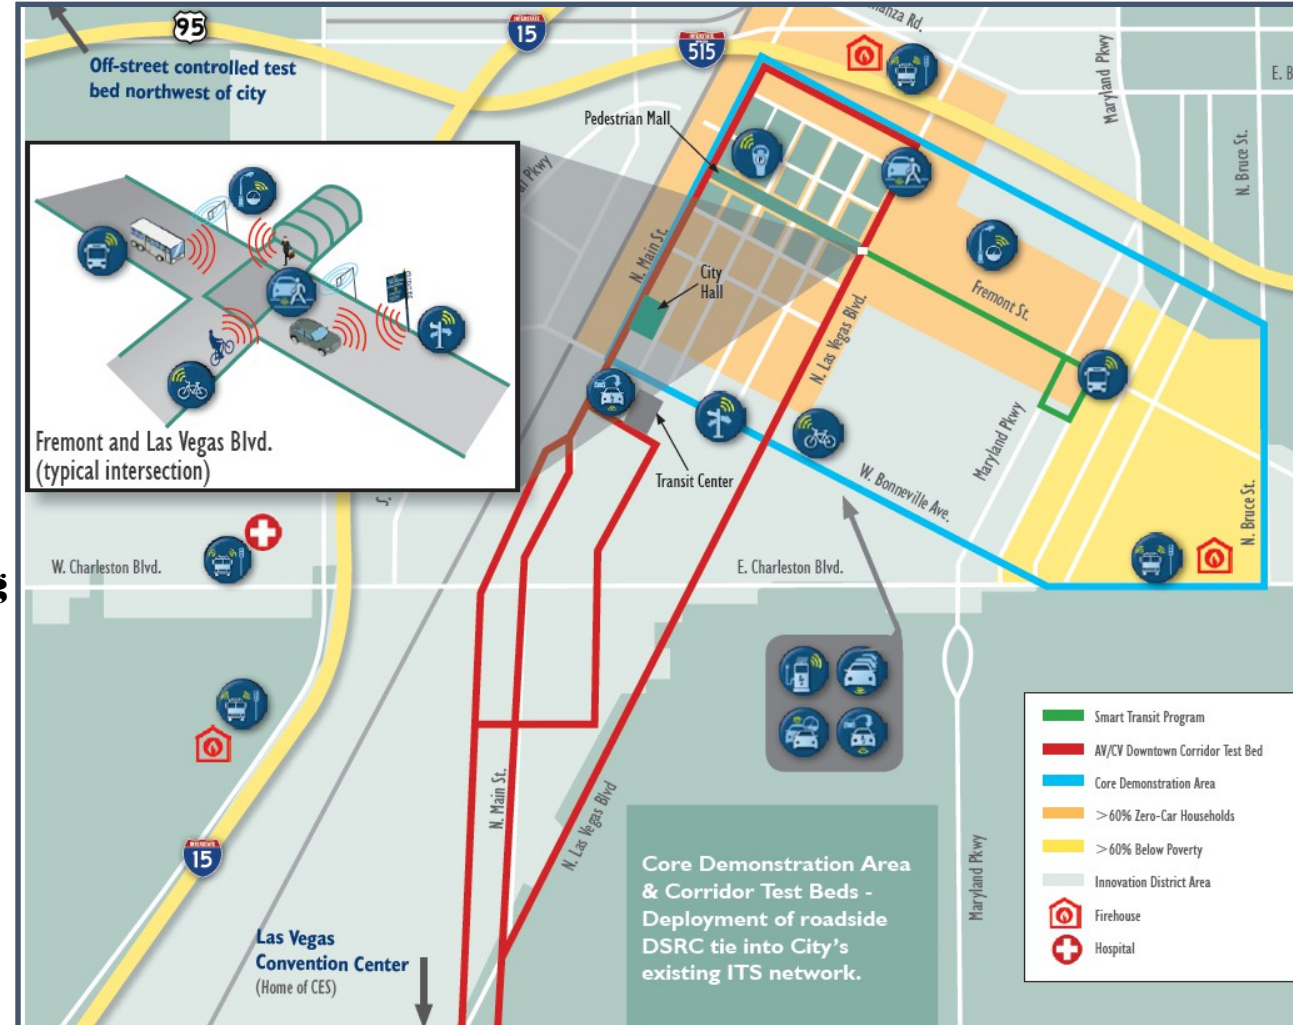 95
Off-street controlled test
bed northwest of city
INTERSTATE
15
INTERSTATE
515
Maryland Pkwy
N. Bruce St.
Pedestrian Mall
N. Main St.
City
Hall
N. Las Vegas Blvd.
Fremont St.
Fremont and Las Vegas Blvd.
(typical intersection)
Transit Center
W. Bonneville Ave.
Maryland Pkwy
N. Bruce St.
W. Charleston Blvd.
E. Charleston Blvd.
g
N. Main St.
N. Las Vegas Blvd
Maryland Pkwy
INTERSTATE
15
Las Vegas
Convention Center
(Home of CES)
Core Demonstration Area
& Corridor Test Beds -
Deployment of roadside
DSRC tie into City's
existing ITS network.
Smart Transit Program
AV/CV Downtown Corridor Test Bed
Core Demonstration Area
>60% Zero-Car Households
>60% Below Poverty
Innovation District Area
Firehouse
Hospital